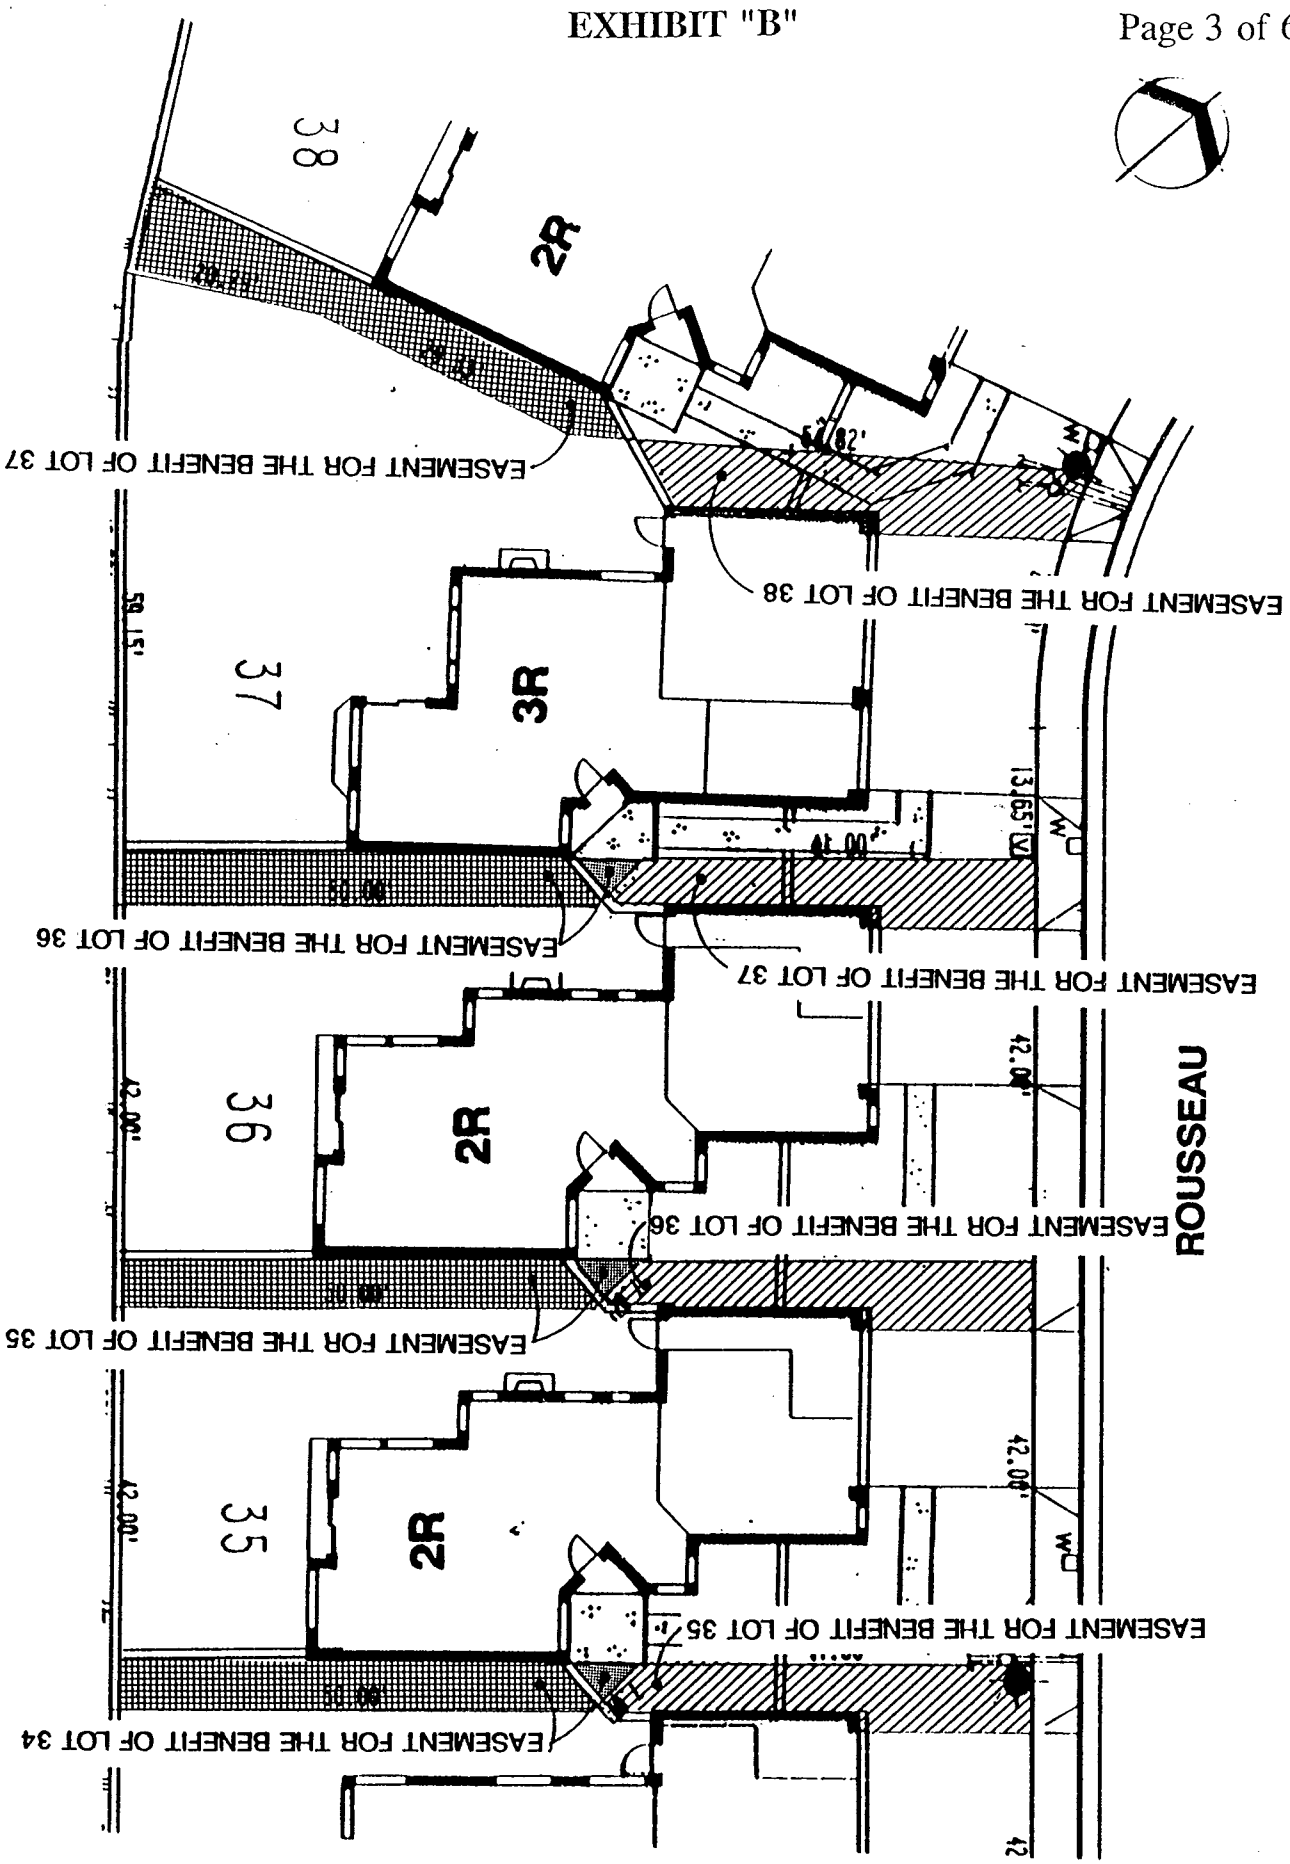 EXHIBIT "B"
Page 3 of 6
38
2R
EASEMENT FOR THE BENEFIT OF LOT 37
EASEMENT FOR THE BENEFIT OF LOT 38
59.15'
37
3R
13.65'
W
50.00'
EASEMENT FOR THE BENEFIT OF LOT 36
EASEMENT FOR THE BENEFIT OF LOT 37
42.00'
36
2R
42.00'
ROUSSEAU
EASEMENT FOR THE BENEFIT OF LOT 36
EASEMENT FOR THE BENEFIT OF LOT 35
42.00'
35
2R
42.00'
W
EASEMENT FOR THE BENEFIT OF LOT 35
50.00'
EASEMENT FOR THE BENEFIT OF LOT 34
42